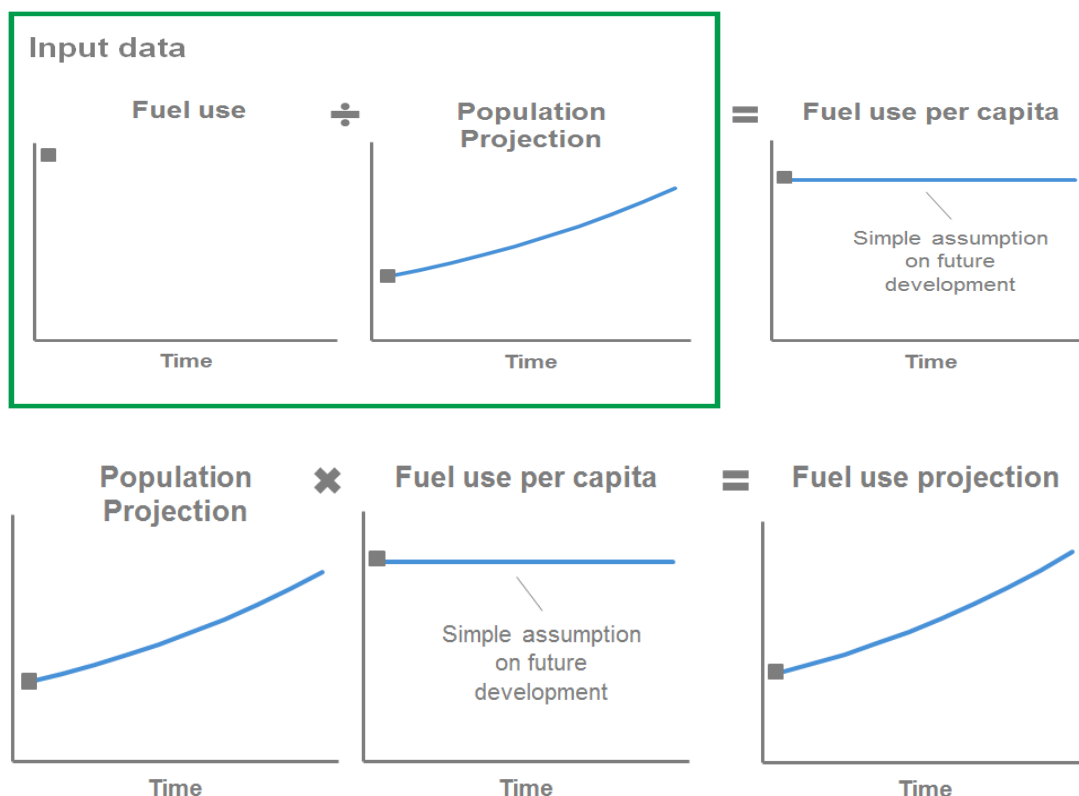 Input data
Fuel use
÷
Population
Projection
=
Fuel use per capita
Simple assumption
on future
development
Time
Time
Time
Population
Projection
×
Fuel use per capita
=
Fuel use projection
Simple assumption
on future
development
Time
Time
Time